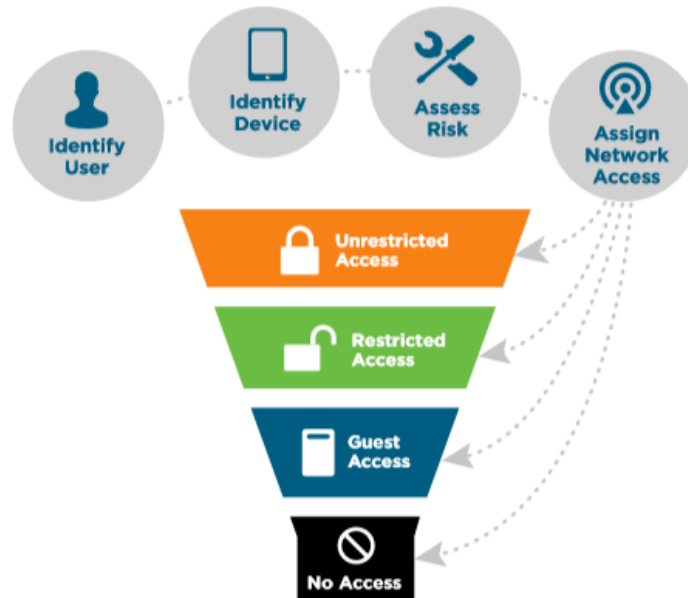 Identify
User
Identify
Device
Assess
Risk
Assign
Network
Access
Unrestricted
Access
Restricted
Access
Guest
Access
No Access